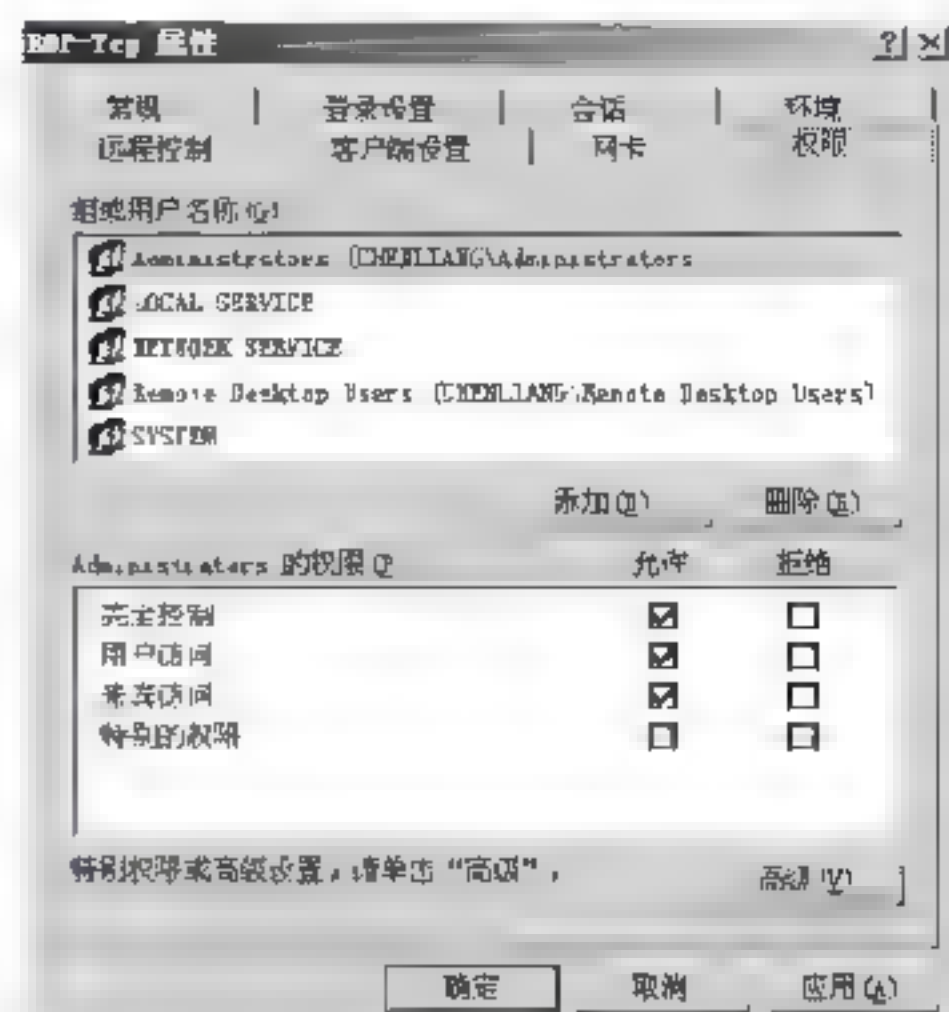 RDP-Tcp 属性
常规 登录设置 会话 环境
远程控制 客户端设置 网卡 权限
组或用户名称(G)
Administrators (CHENLIANG\Administrators
LOCAL SERVICE
NETWORK SERVICE
Remote Desktop Users (CHENLIANG\Remote Desktop Users)
SYSTEM
添加(D) 删除(R)
Administrators 的权限(P 允许 拒绝
完全控制
用户访问
来宾访问
特别的权限
特别权限或高级设置，请单击“高级”。
高级(V)
确定 取消 应用(A)